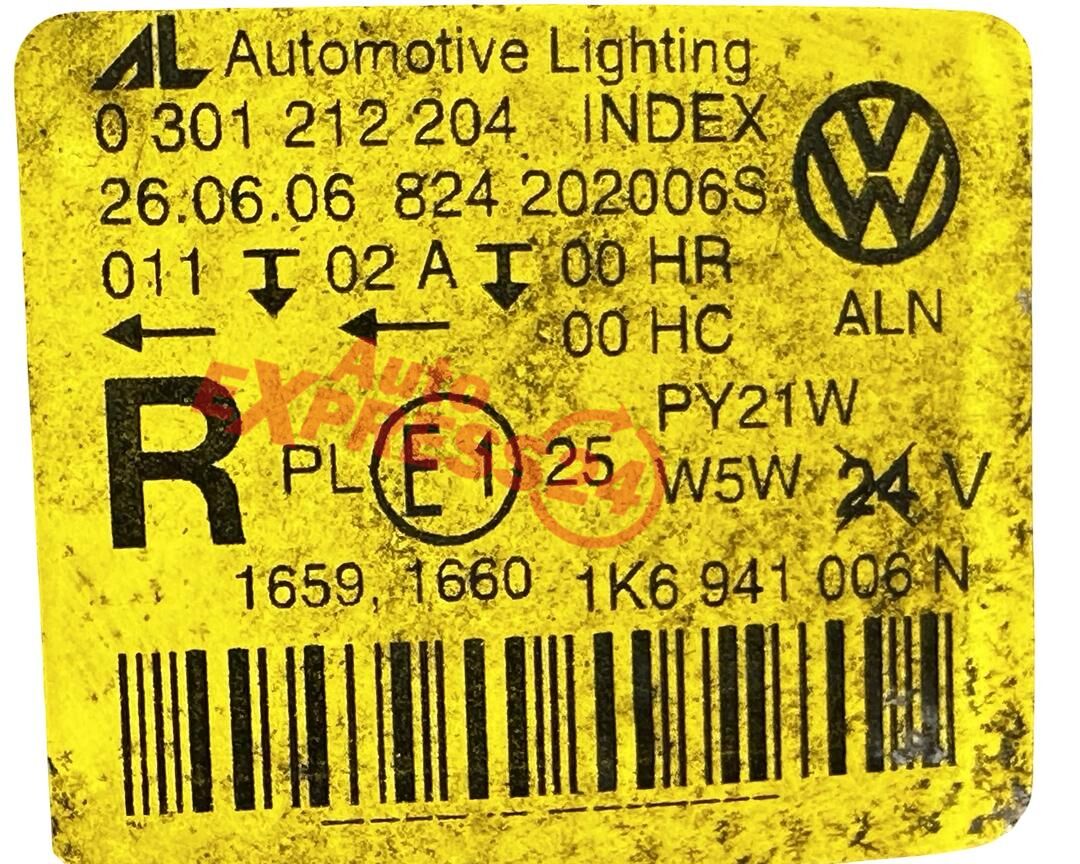 AL Automotive Lighting
0 301 212 204 INDEX
26.06.06 824 202006S
011 02 A 00 HR
00 HC
ALN
R PL E1 25 PY21W
W5W 24 V
1659, 1660 1K6 941 006 N
Auto
EXPRESS24